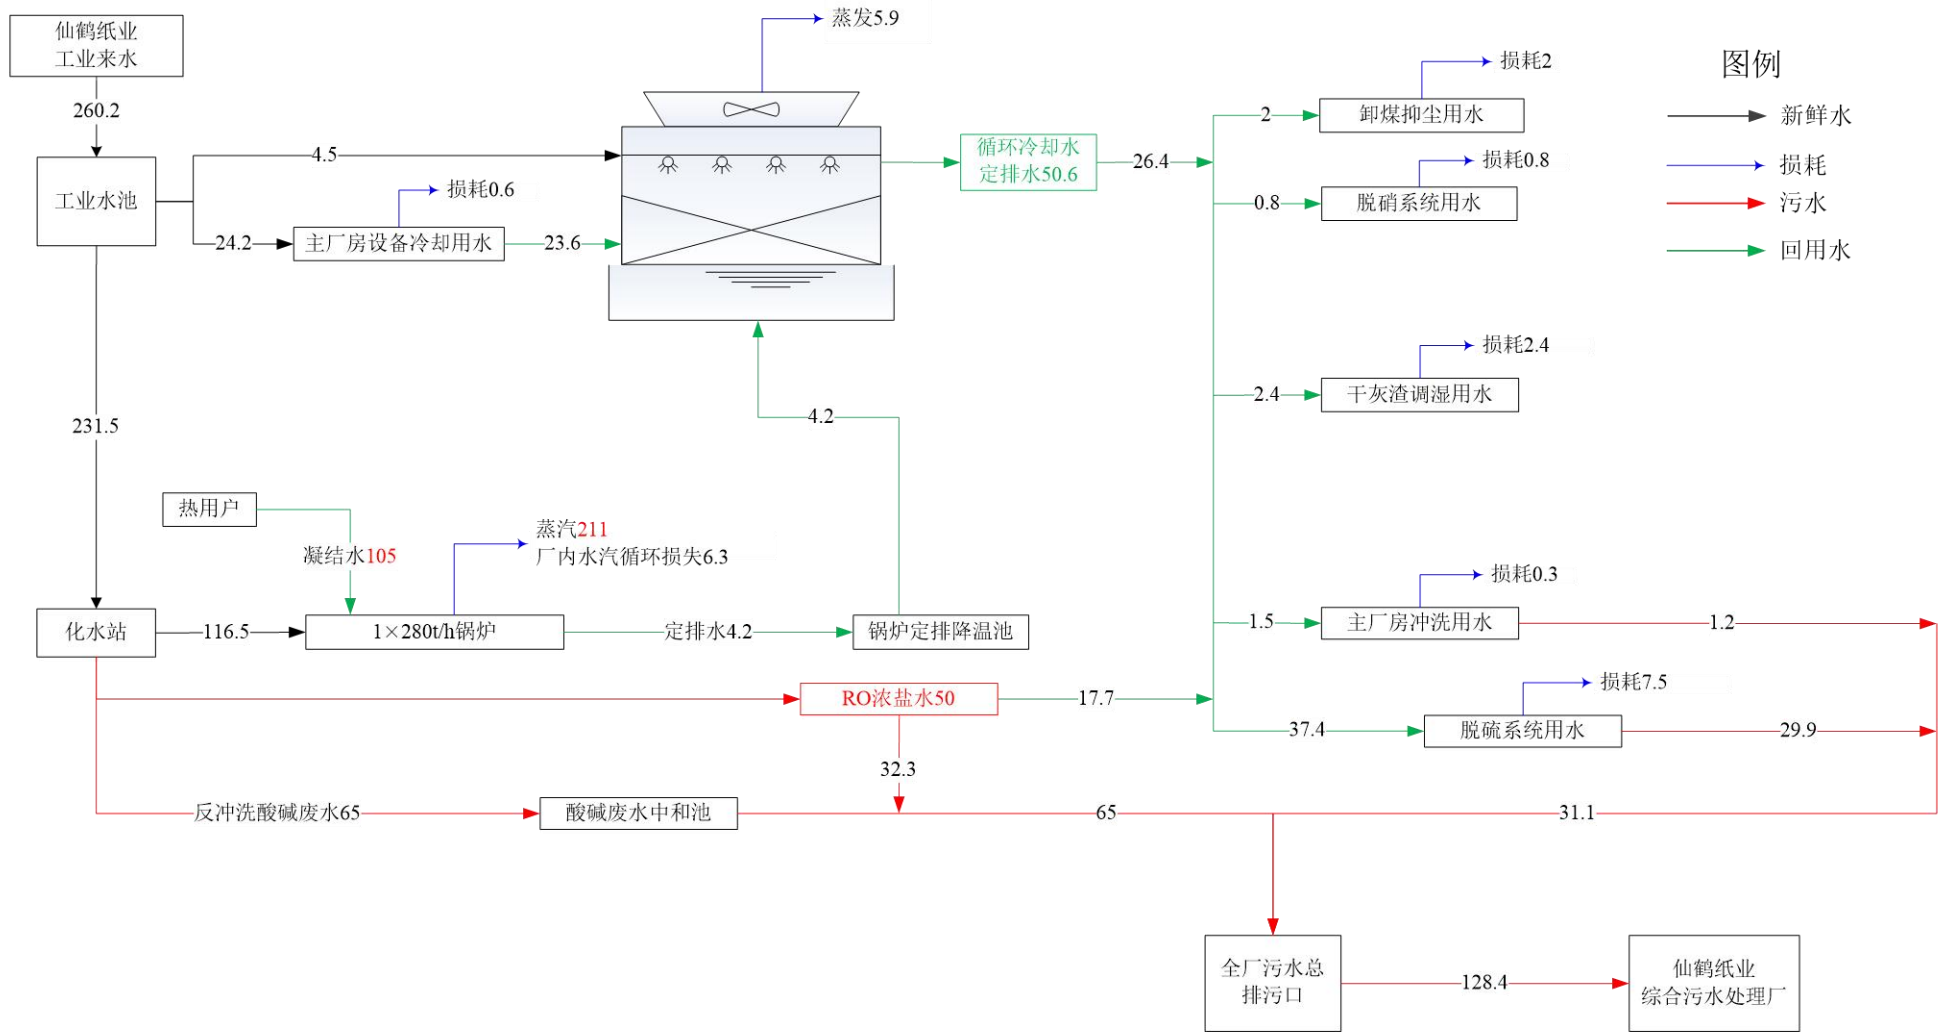 仙鹤纸业
工业来水
260.2
工业水池
4.5
24.2
损耗0.6
主厂房设备冷却用水
23.6
蒸发5.9
循环冷却水
定排水50.6
26.4
2
损耗2
卸煤抑尘用水
0.8
损耗0.8
脱硝系统用水
2.4
损耗2.4
干灰渣调湿用水
图例
新鲜水
损耗
污水
回用水
231.5
4.2
热用户
凝结水105
蒸汽211
厂内水汽循环损失6.3
化水站
116.5
1×280t/h锅炉
定排水4.2
锅炉定排降温池
1.5
损耗0.3
主厂房冲洗用水
1.2
RO浓盐水50
17.7
37.4
损耗7.5
脱硫系统用水
29.9
32.3
反冲洗酸碱废水65
酸碱废水中和池
65
31.1
全厂污水总
排污口
128.4
仙鹤纸业
综合污水处理厂